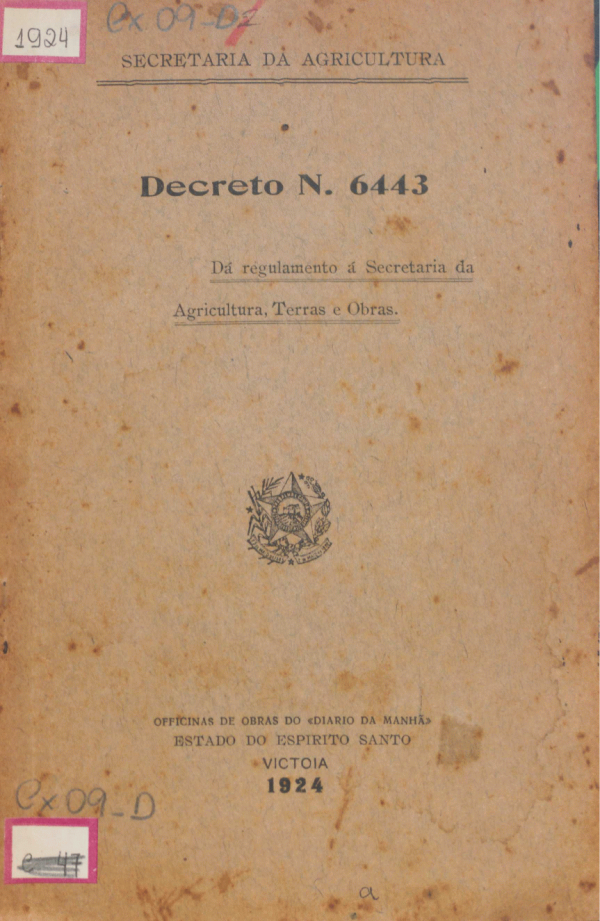 1924
Cx 09-D
SECRETARIA DA AGRICULTURA
Decreto N. 6443
Dá regulamento á Secretaria da
Agricultura, Terras e Obras.
OFFICINAS DE OBRAS DO «DIARIO DA MANHÃ»
ESTADO DO ESPIRITO SANTO
VICTOIA
1924
Cx 09-D
a